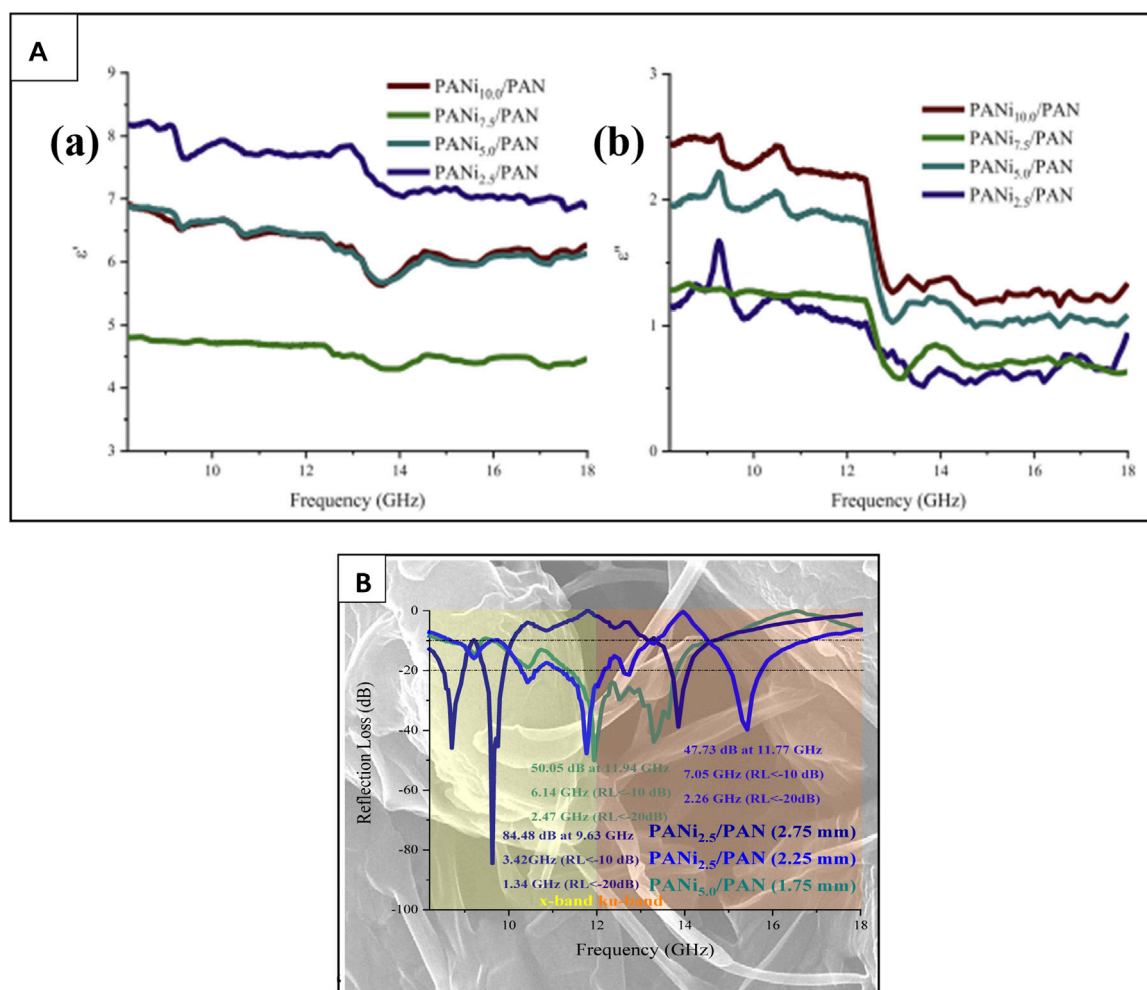 A
(a)
PANi10.0/PAN
PANi7.5/PAN
PANi5.0/PAN
PANi2.5/PAN
9
8
7
6
5
4
3
ε'
10
12
14
16
18
Frequency (GHz)
(b)
PANi10.0/PAN
PANi7.5/PAN
PANi5.0/PAN
PANi2.5/PAN
3
2
1
0
ε"
10
12
14
16
18
Frequency (GHz)
B
0
-20
-40
-60
-80
-100
Reflection Loss (dB)
47.73 dB at 11.77 GHz
7.05 GHz (RL<-10 dB)
2.26 GHz (RL<-20dB)
50.05 dB at 11.94 GHz
6.14 GHz (RL<-10 dB)
2.47 GHz (RL<-20dB)
84.48 dB at 9.63 GHz
3.42GHz (RL<-10 dB)
1.34 GHz (RL<-20dB)
PANi2.5/PAN (2.75 mm)
PANi2.5/PAN (2.25 mm)
PANi5.0/PAN (1.75 mm)
x-band ku-band
10
12
14
16
18
Frequency (GHz)